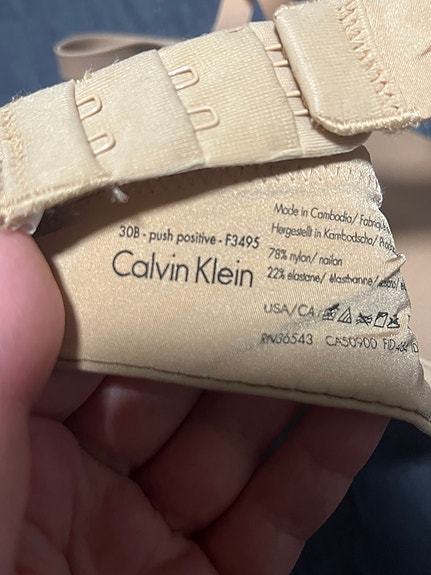 30B - push positive - F3495
Calvin Klein
Made in Cambodia/
Hergestellt in Kambodscha/
78% nylon/ nailon
22% elastane/ élasthanne/
USA/CA:
RN36543 CA50900